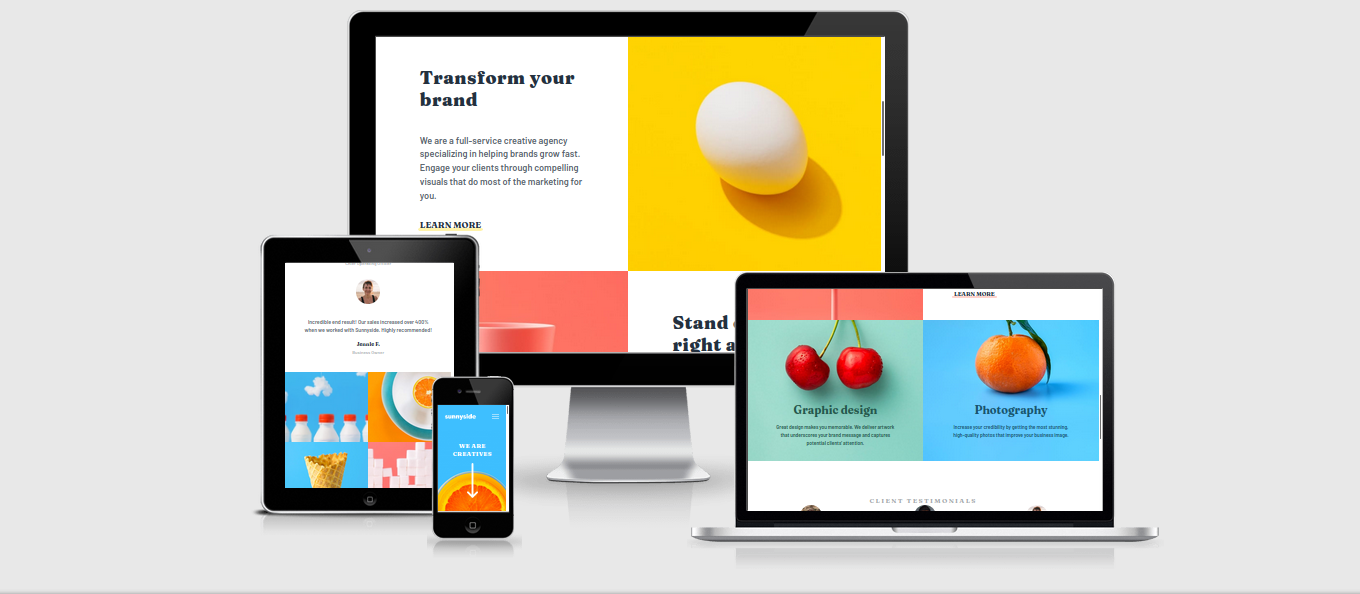 Transform your
brand
We are a full-service creative agency
specializing in helping brands grow fast.
Engage your clients through compelling
visuals that do most of the marketing for
you.
LEARN MORE
Stand
right a
Incredible end result! Our sales increased over 400%
when we worked with Sunnyside. Highly recommended!
Jennie F.
Business Owner
sunnyside
WE ARE
CREATIVES
LEARN MORE
Graphic design
Great design makes you memorable. We deliver artwork
that underscores your brand message and captures
potential clients' attention.
Photography
Increase your credibility by getting the most stunning,
high-quality photos that improve your business image.
CLIENT TESTIMONIALS